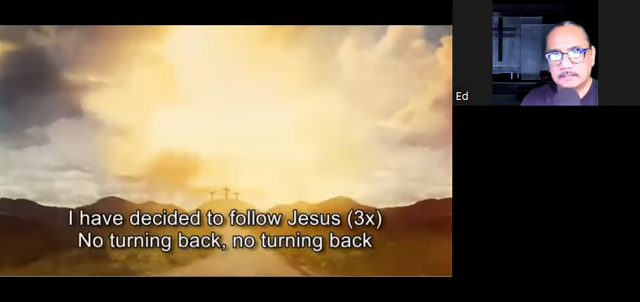 I have decided to follow Jesus (3x)
No turning back, no turning back
Ed